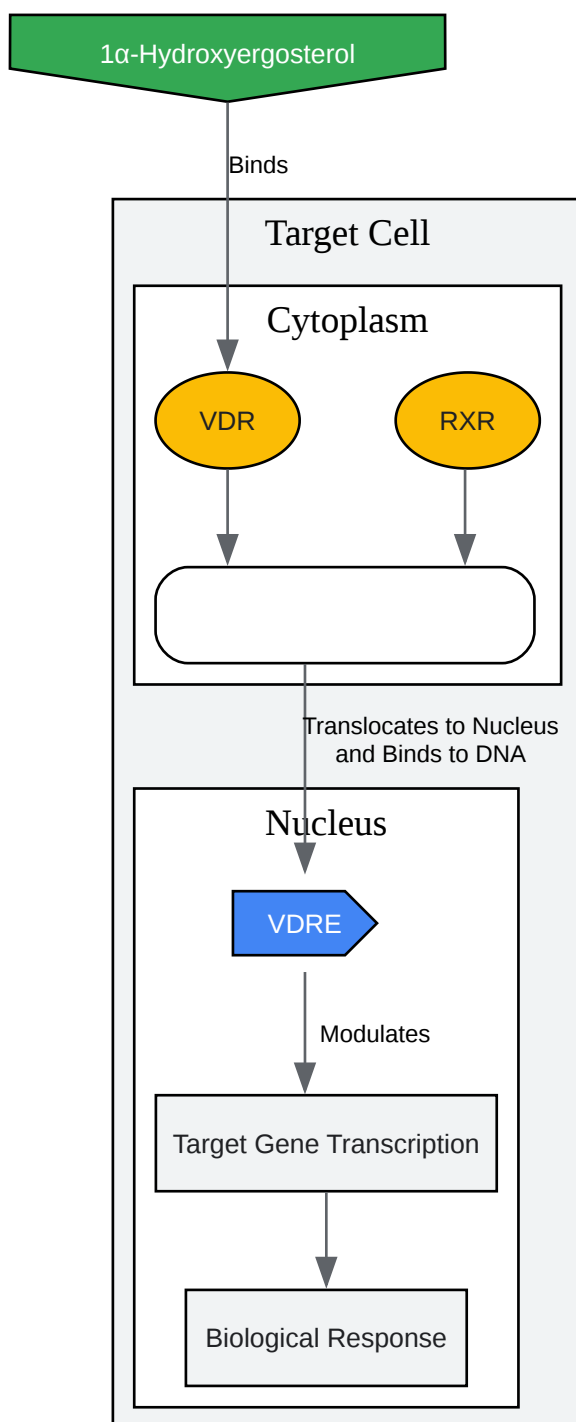 1α-Hydroxyergosterol
Binds
Target Cell
Cytoplasm
VDR
RXR
Translocates to Nucleus
and Binds to DNA
Nucleus
VDRE
Modulates
Target Gene Transcription
Biological Response